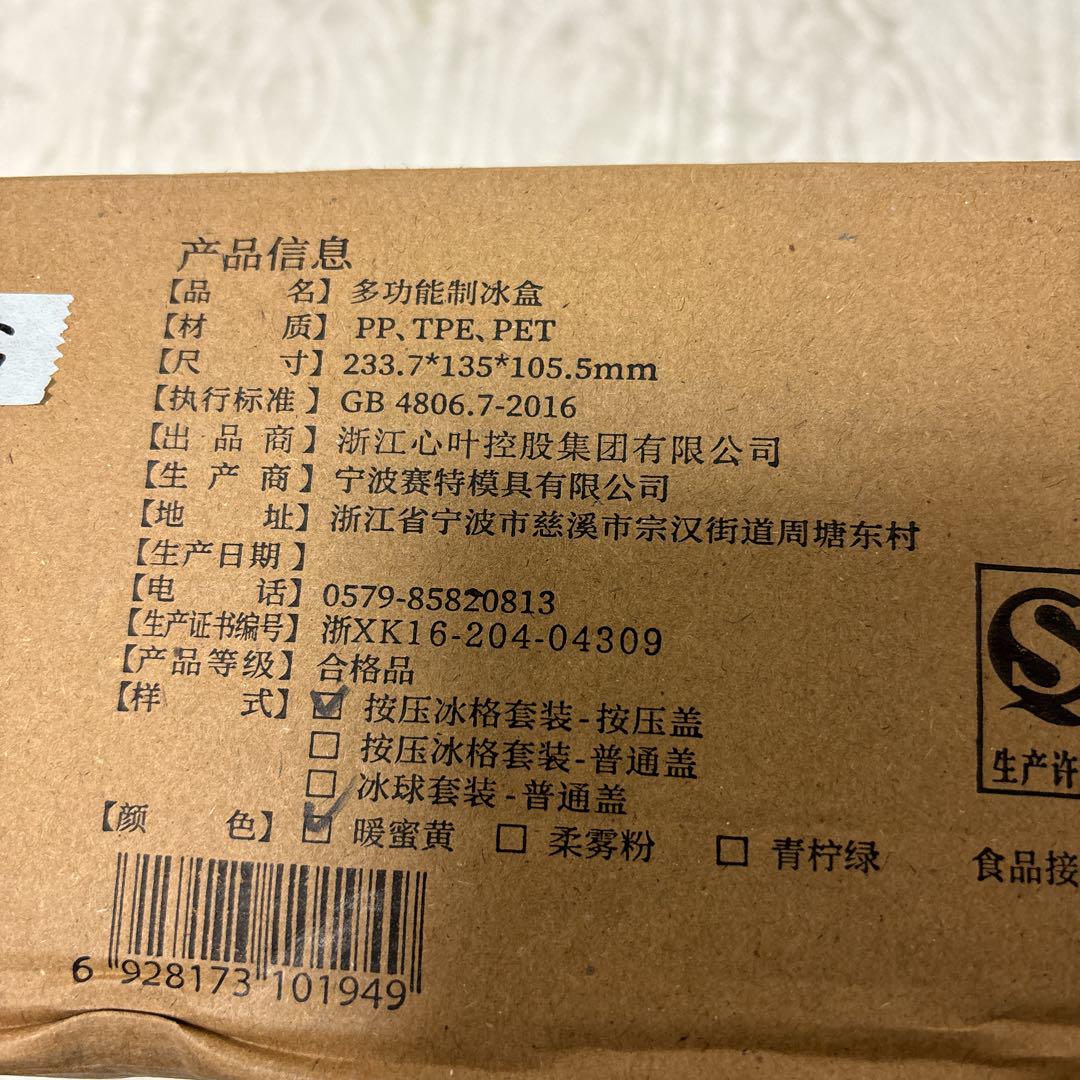 产品信息
【品名】多功能制冰盒
【材质】PP、TPE、PET
【尺寸】233.7*135*105.5mm
【执行标准】GB 4806.7-2016
【出品商】浙江心叶控股集团有限公司
【生产商】宁波赛特模具有限公司
【地址】浙江省宁波市慈溪市宗汉街道周塘东村
【生产日期】
【电话】0579-85820813
【生产证书编号】浙XK16-204-04309
【产品等级】合格品
【样式】☑ 按压冰格套装-按压盖
☐ 按压冰格套装-普通盖
☐ 冰球套装-普通盖
【颜色】☑ 暖蜜黄 ☐ 柔雾粉 ☐ 青柠绿
生产许
食品接
6 928173 101949